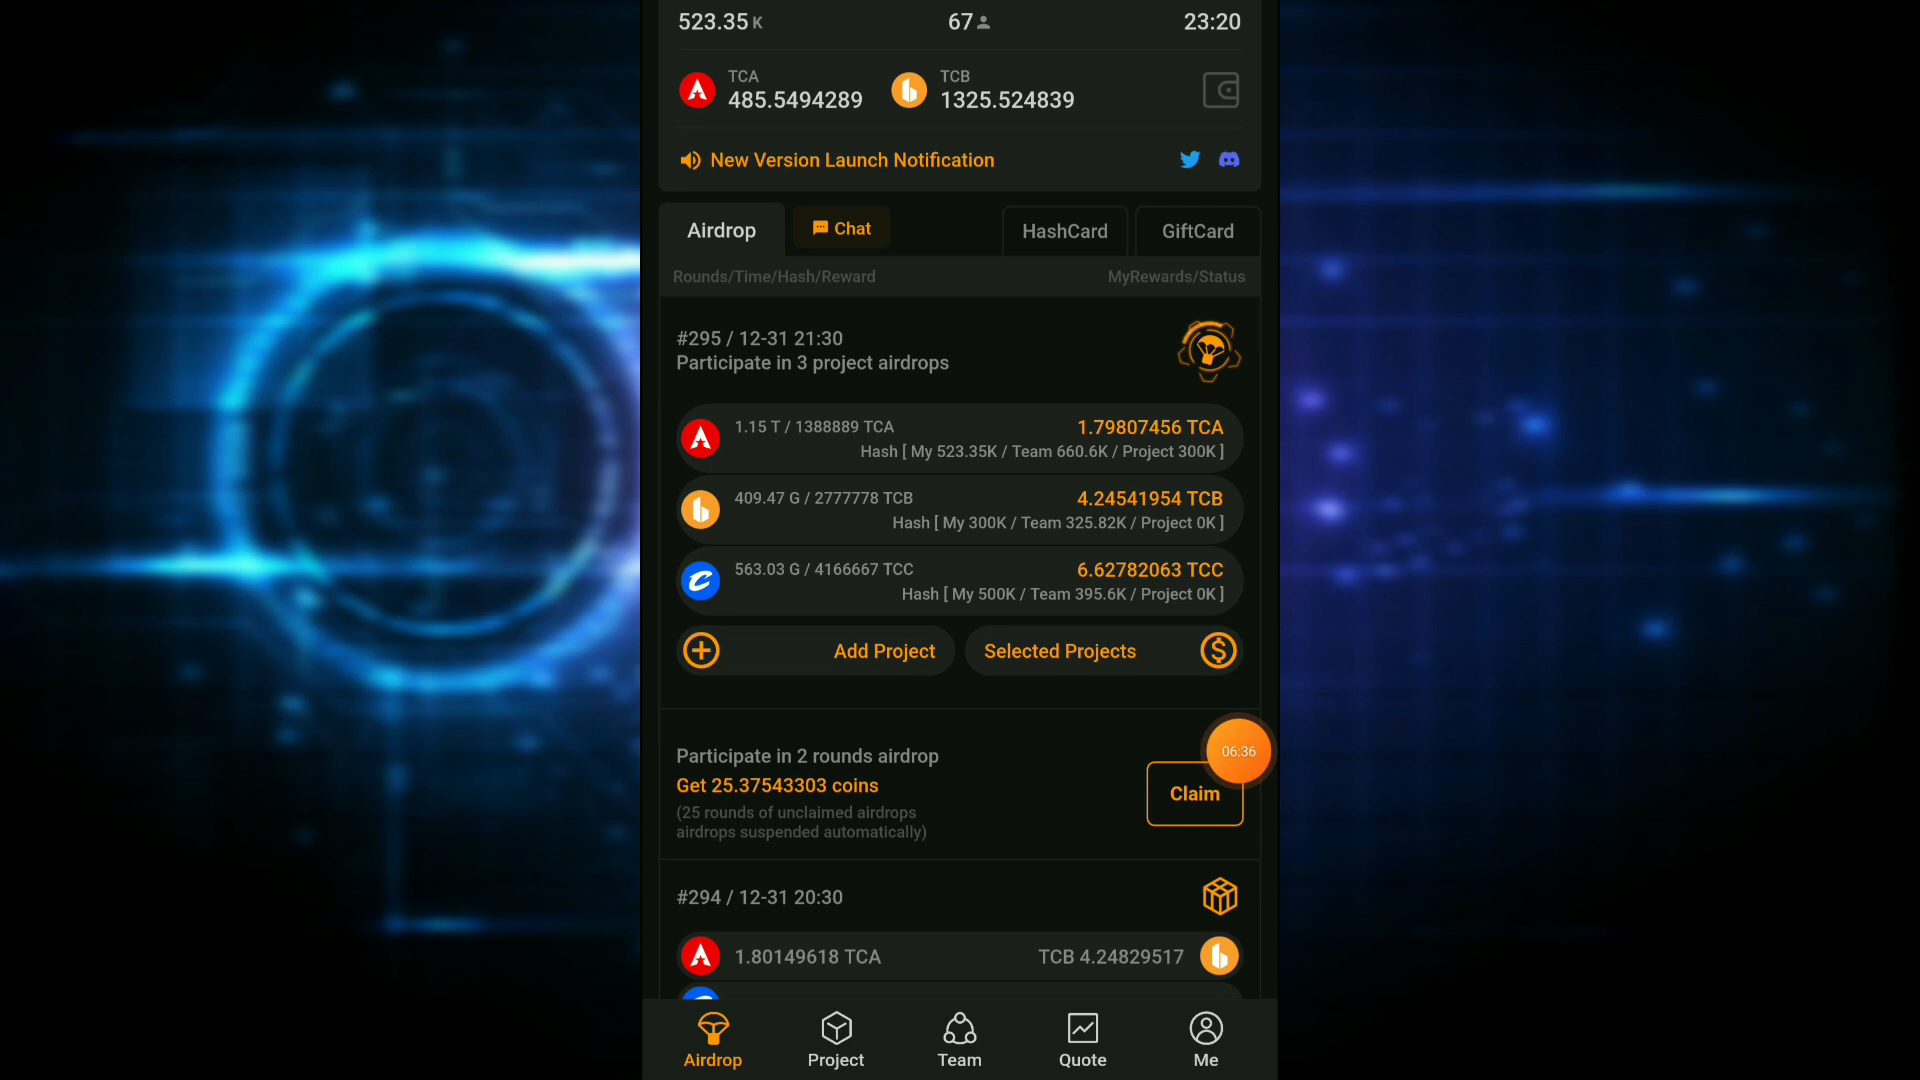 523.35 K 67 23:20
TCA TCB
485.5494289 1325.524839
New Version Launch Notification
Airdrop Chat HashCard GiftCard
Rounds/Time/Hash/Reward MyRewards/Status
#295 / 12-31 21:30
Participate in 3 project airdrops
1.15 T / 1388889 TCA 1.79807456 TCA
Hash [ My 523.35K / Team 660.6K / Project 300K ]
409.47 G / 2777778 TCB 4.24541954 TCB
Hash [ My 300K / Team 325.82K / Project 0K ]
563.03 G / 4166667 TCC 6.62782063 TCC
Hash [ My 500K / Team 395.6K / Project 0K ]
Add Project Selected Projects
Participate in 2 rounds airdrop
Get 25.37543303 coins
(25 rounds of unclaimed airdrops
airdrops suspended automatically)
06:36
Claim
#294 / 12-31 20:30
1.80149618 TCA TCB 4.24829517
Airdrop Project Team Quote Me